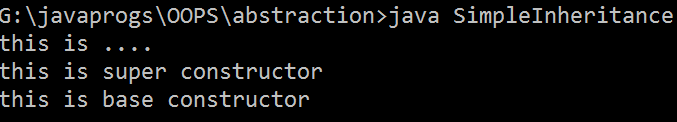 G:\javaprogs\OOPS\abstraction>java SimpleInheritance
this is ....
this is super constructor
this is base constructor